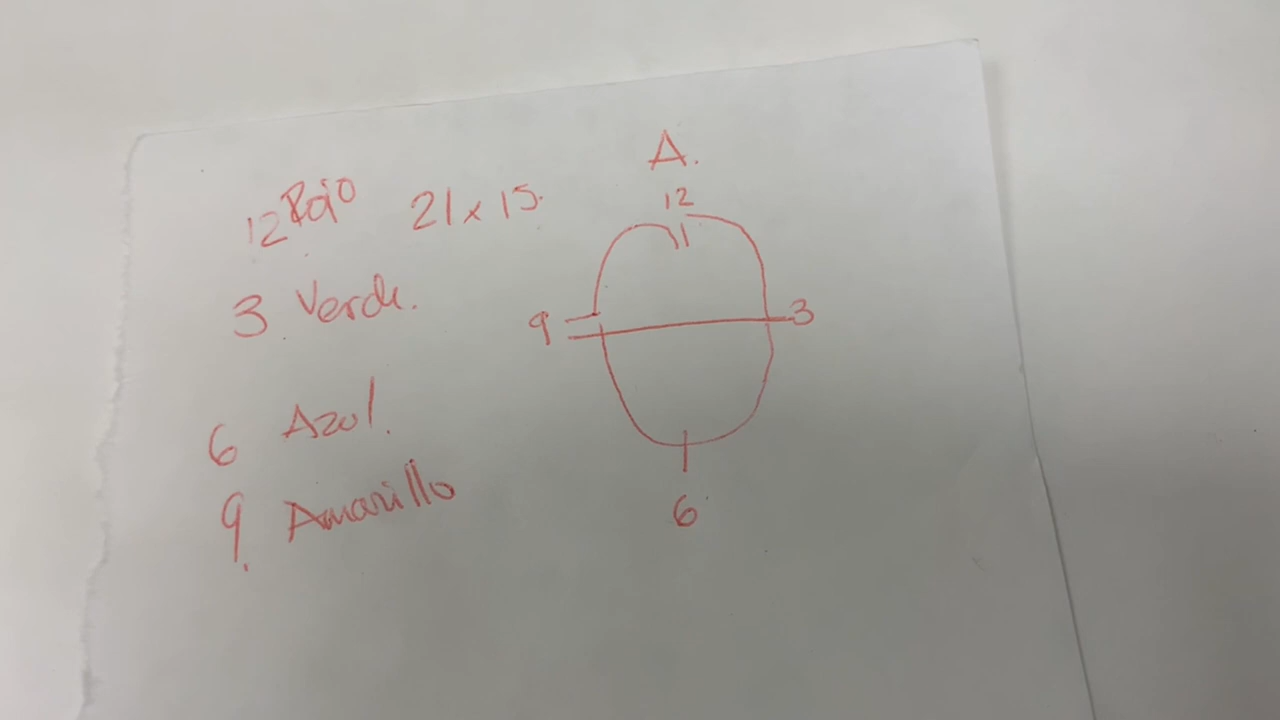 12 Rojo 21 x 15.
3 Verde.
6 Azul.
9. Amarillo
A.
12
9 3
6